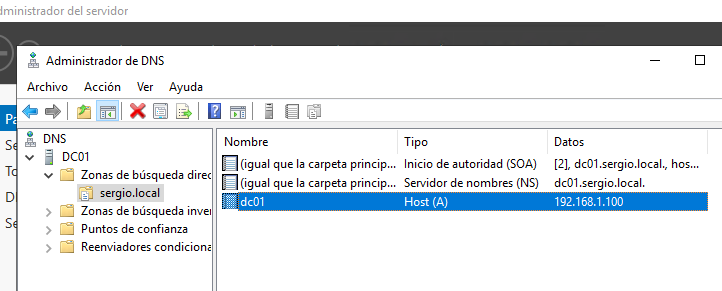 dministrador del servidor
Administrador de DNS
Archivo Acción Ver Ayuda
DNS
DC01
Zonas de búsqueda direc
sergio.local
Zonas de búsqueda inver
Puntos de confianza
Reenviadores condiciona
Nombre Tipo Datos
(igual que la carpeta princip... Inicio de autoridad (SOA) [2], dc01.sergio.local., hos...
(igual que la carpeta princip... Servidor de nombres (NS) dc01.sergio.local.
dc01 Host (A) 192.168.1.100
Pa
Se
To
Se